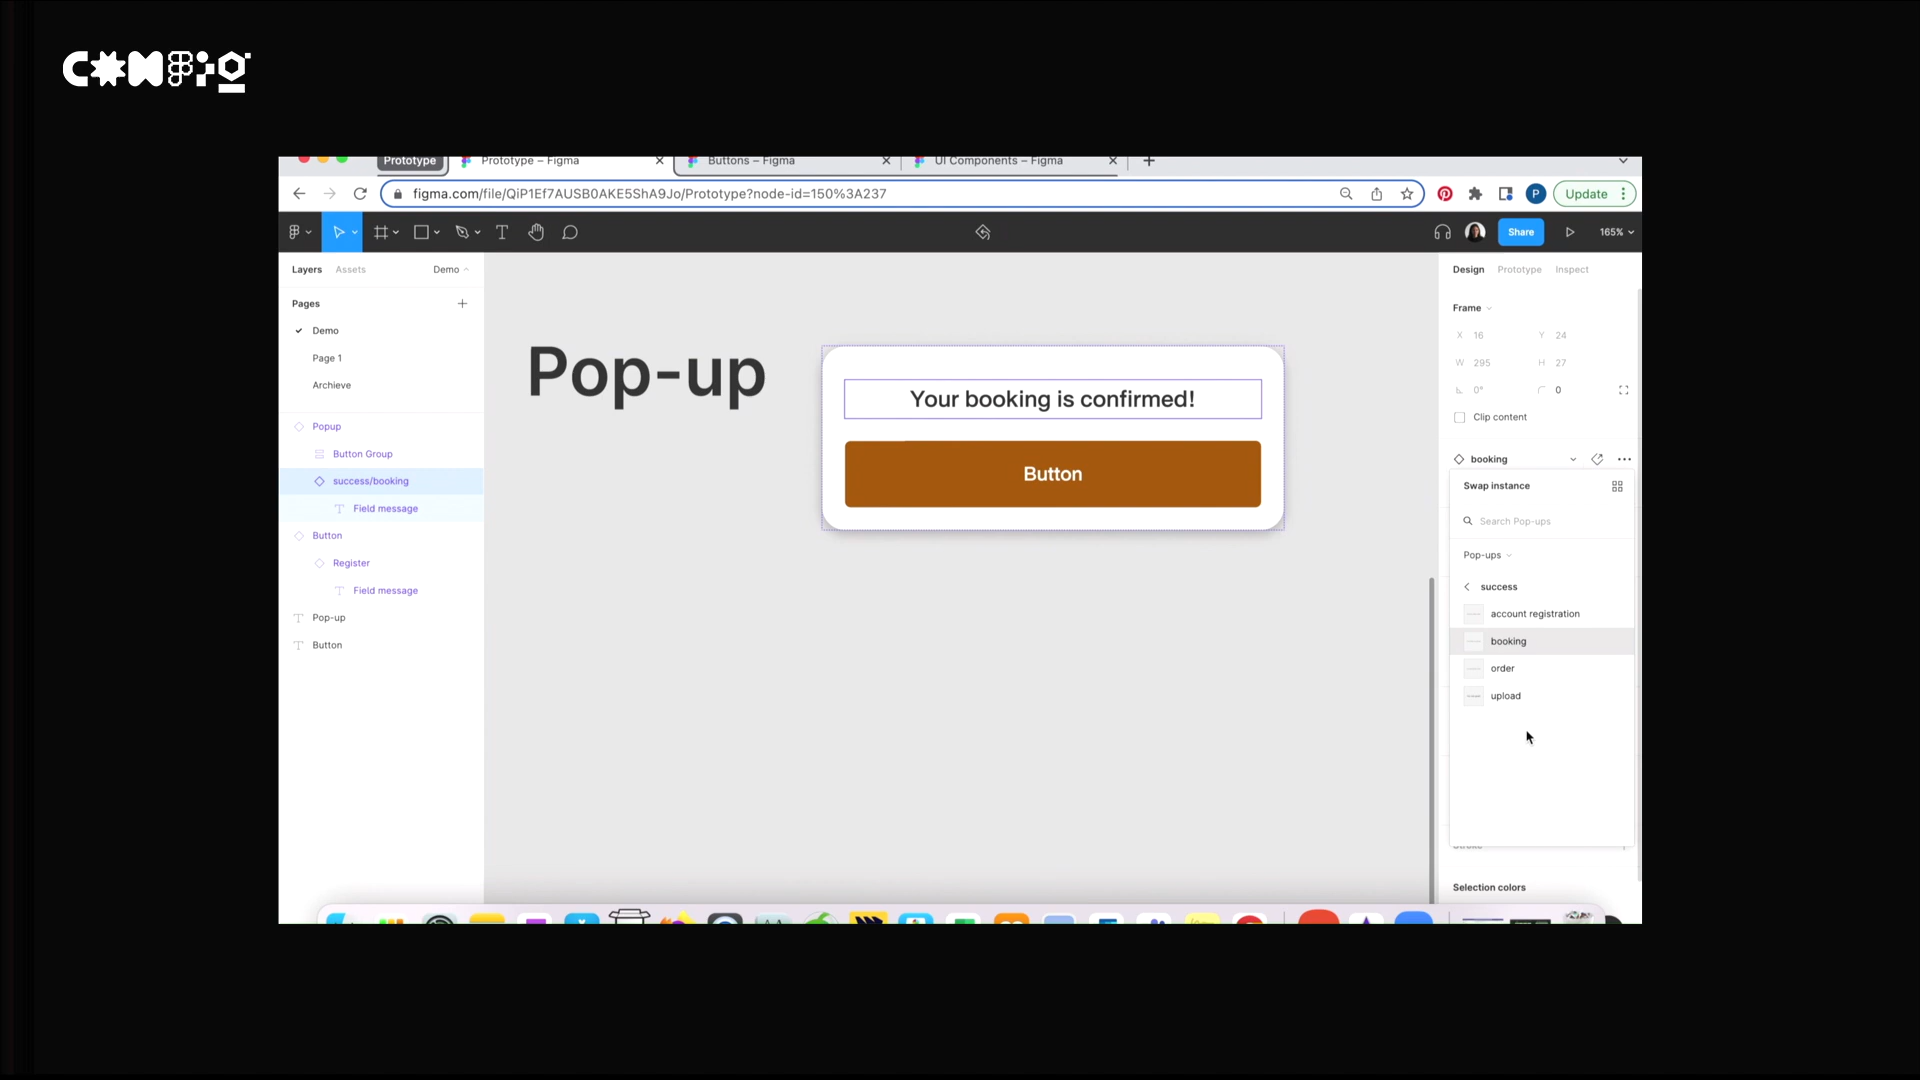 CONFIG
Prototype
Prototype – Figma
Buttons – Figma
UI Components – Figma
figma.com/file/QiP1Ef7AUSB0AKE5ShA9Jo/Prototype?node-id=150%3A237
P
Update
Share
165%
Layers
Assets
Demo
Pages
Demo
Page 1
Archieve
Popup
Button Group
success/booking
Field message
Button
Register
Field message
Pop-up
Button
Pop-up
Your booking is confirmed!
Button
Design
Prototype
Inspect
Frame
X 16
Y 24
W 295
H 27
0°
0
Clip content
booking
Swap instance
Search Pop-ups
Pop-ups
success
account registration
booking
order
upload
Stroke
Selection colors